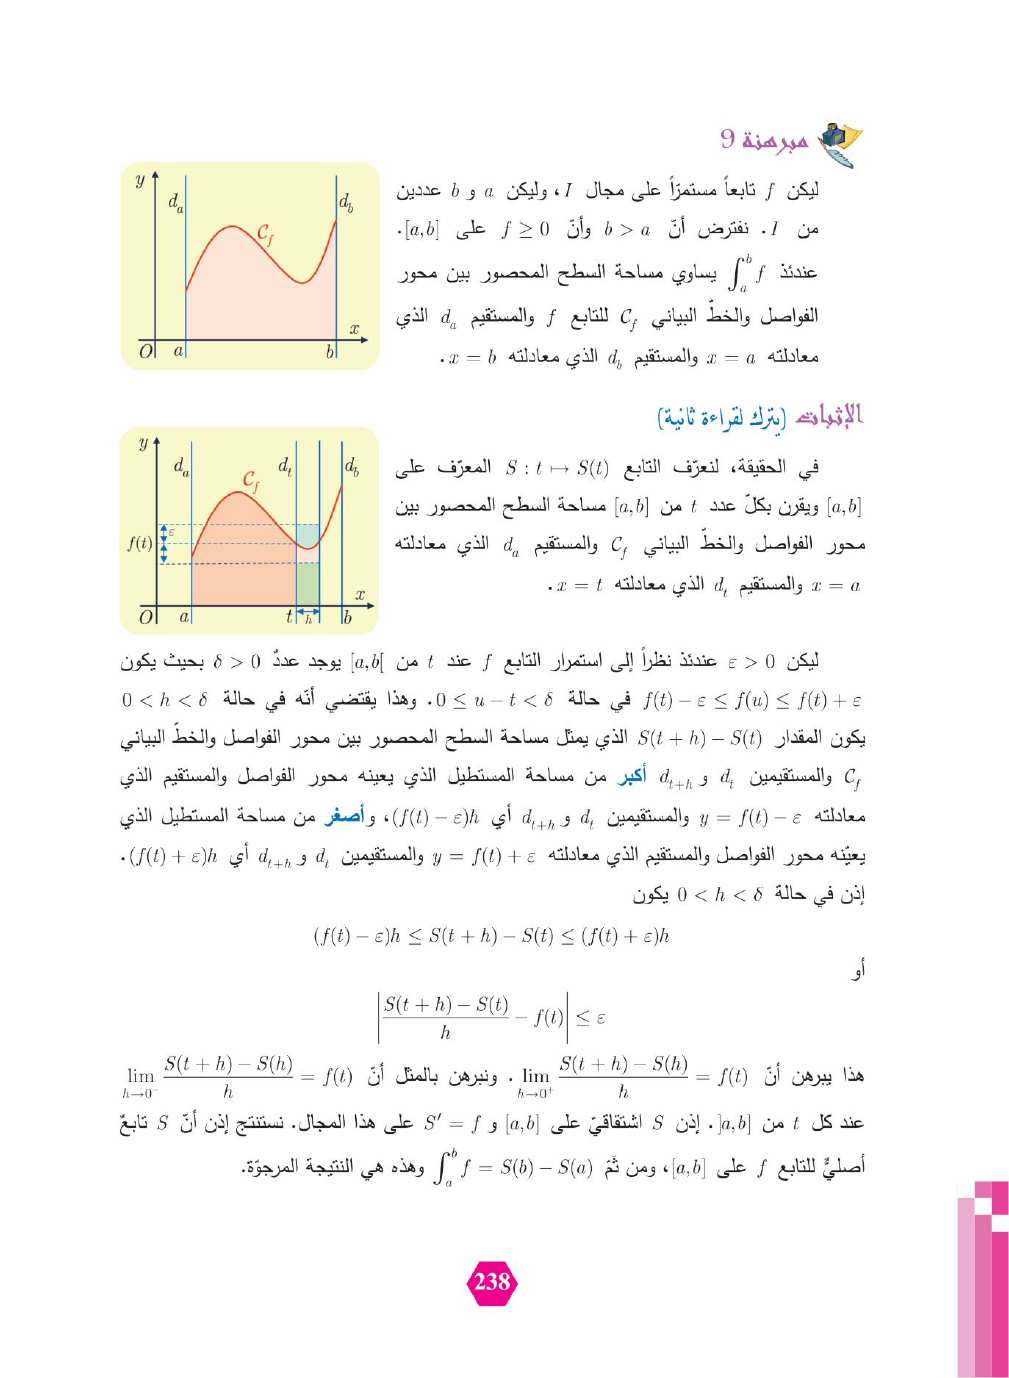 مبرهنة 9
ليكن f تابعاً مستمرّاً على مجال I ، وليكن a و b عددين
من I . نفترض أنّ b > a وأنّ f ≥ 0 على [a,b].
عندئذ ∫_a^b f يساوي مساحة السطح المحصور بين محور
الفواصل والخطّ البياني C_f للتابع f والمستقيم d_a الذي
معادلته x = a والمستقيم d_b الذي معادلته x = b .
y
d_a
d_b
C_f
x
O a b
الإثبات (يترك لقراءة ثانية)
في الحقيقة، لنعرّف التابع S : t ↦ S(t) المعرّف على
[a,b] ويقرن بكلّ عدد t من [a,b] مساحة السطح المحصور بين
محور الفواصل والخطّ البياني C_f والمستقيم d_a الذي معادلته
x = a والمستقيم d_t الذي معادلته x = t .
y
d_a
d_t
d_b
C_f
ε
f(t)
x
O a t h b
ليكن ε > 0 عندئذ نظراً إلى استمرار التابع f عند t من [a,b[ يوجد عددٌ δ > 0 بحيث يكون
f(t) − ε ≤ f(u) ≤ f(t) + ε في حالة 0 ≤ u − t < δ . وهذا يقتضي أنّه في حالة 0 < h < δ
يكون المقدار S(t + h) − S(t) الذي يمثل مساحة السطح المحصور بين محور الفواصل والخطّ البياني
C_f والمستقيمين d_t و d_{t+h} أكبر من مساحة المستطيل الذي يعينه محور الفواصل والمستقيم الذي
معادلته y = f(t) − ε والمستقيمين d_t و d_{t+h} أي (f(t) − ε)h، وأصغر من مساحة المستطيل الذي
يعيّنه محور الفواصل والمستقيم الذي معادلته y = f(t) + ε والمستقيمين d_t و d_{t+h} أي (f(t) + ε)h.
إذن في حالة 0 < h < δ يكون
(f(t) − ε)h ≤ S(t + h) − S(t) ≤ (f(t) + ε)h
أو
|(S(t + h) − S(t))/h − f(t)| ≤ ε
هذا يبرهن أنّ lim_{h→0⁺} (S(t + h) − S(h))/h = f(t) . ونبرهن بالمثل أنّ lim_{h→0⁻} (S(t + h) − S(h))/h = f(t)
عند كل t من ]a,b] . إذن S اشتقاقيّ على [a,b] و S′ = f على هذا المجال. نستنتج إذن أنّ S تابعٌ
أصليٌّ للتابع f على [a,b]، ومن ثَمّ ∫_a^b f = S(b) − S(a) وهذه هي النتيجة المرجوّة.
238